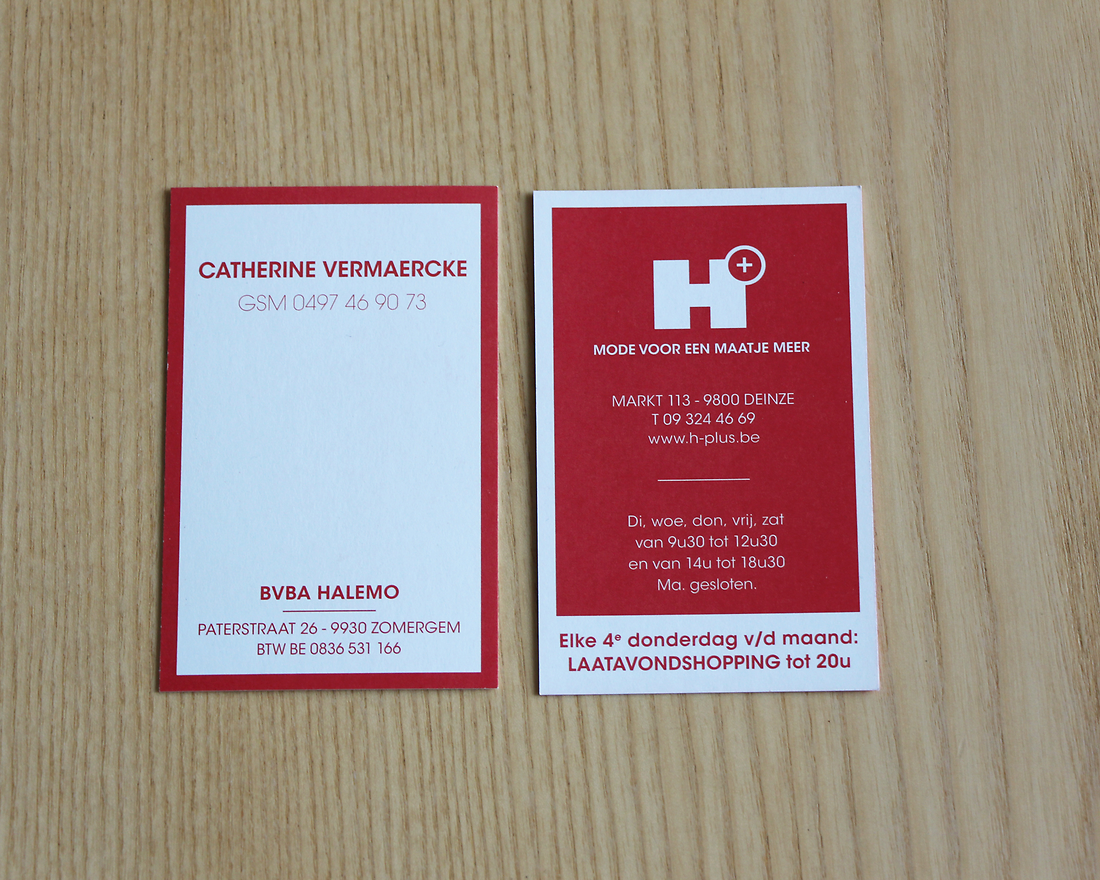 CATHERINE VERMAERCKE
GSM 0497 46 90 73
BVBA HALEMO
PATERSTRAAT 26 - 9930 ZOMERGEM
BTW BE 0836 531 166
H+
MODE VOOR EEN MAATJE MEER
MARKT 113 - 9800 DEINZE
T 09 324 46 69
www.h-plus.be
Di, woe, don, vrij, zat
van 9u30 tot 12u30
en van 14u tot 18u30
Ma. gesloten.
Elke 4e donderdag v/d maand:
LAATAVONDSHOPPING tot 20u